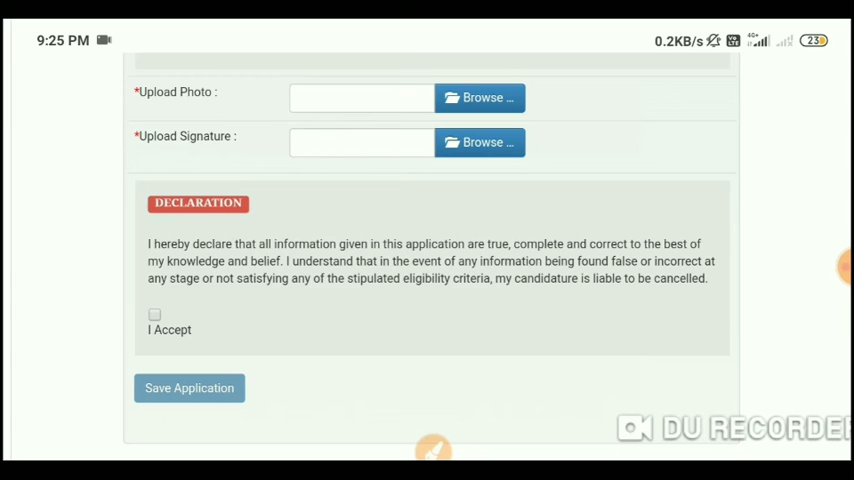 9:25 PM
0.2KB/s
Vo
LTE
4G+
23
*Upload Photo :
Browse ...
*Upload Signature :
Browse ...
DECLARATION
I hereby declare that all information given in this application are true, complete and correct to the best of
my knowledge and belief. I understand that in the event of any information being found false or incorrect at
any stage or not satisfying any of the stipulated eligibility criteria, my candidature is liable to be cancelled.
I Accept
Save Application
DU RECORDER